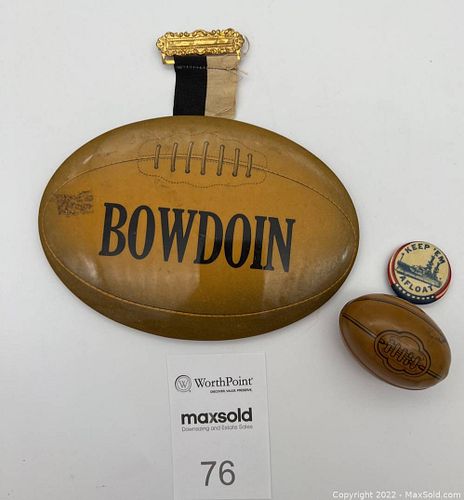 BOWDOIN
KEEP 'EM
AFLOAT
W WorthPoint
DISCOVER. VALUE. PRESERVE.
maxsold
Downsizing and Estate Sales
76
Copyright 2022 - MaxSold.com